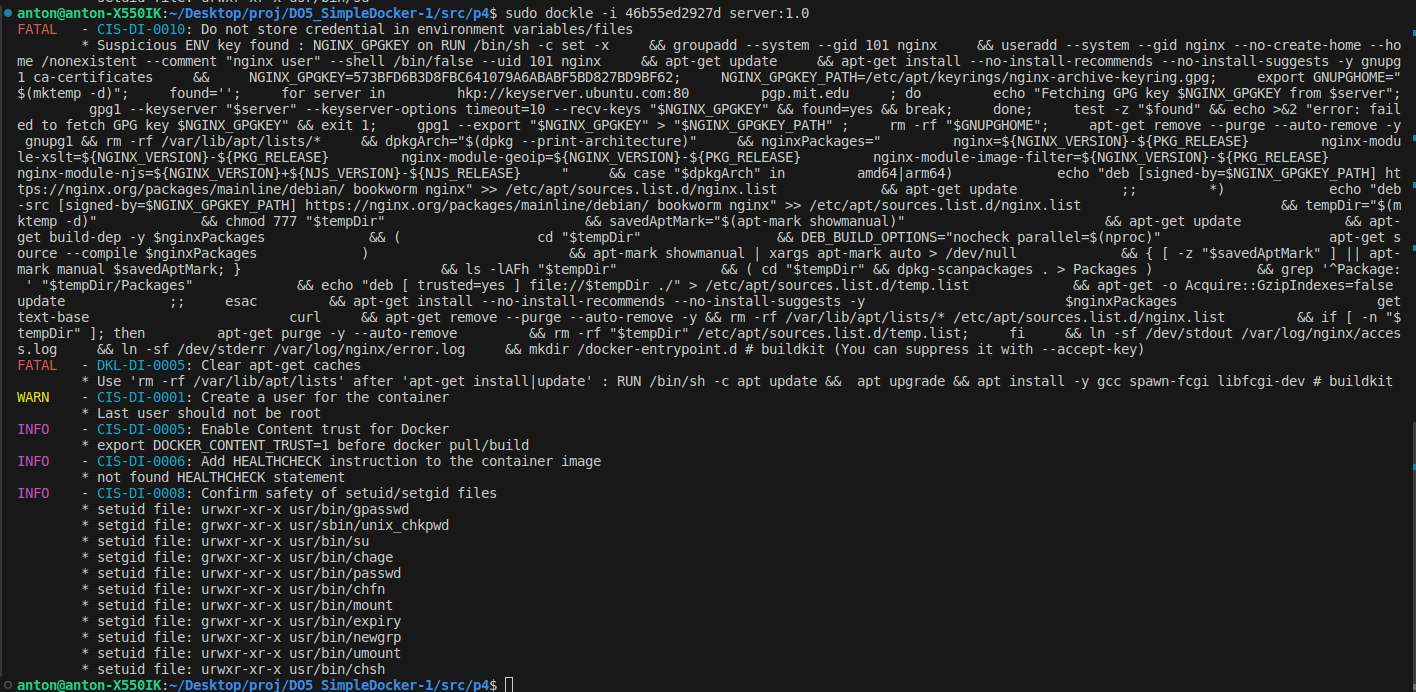 anton@anton-X550IK:~/Desktop/proj/DO5_SimpleDocker-1/src/p4$ sudo dockle -i 46b55ed2927d server:1.0
FATAL   - CIS-DI-0010: Do not store credential in environment variables/files
        * Suspicious ENV key found : NGINX_GPGKEY on RUN /bin/sh -c set -x     && groupadd --system --gid 101 nginx     && useradd --system --gid nginx --no-create-home --ho
me /nonexistent --comment "nginx user" --shell /bin/false --uid 101 nginx     && apt-get update     && apt-get install --no-install-recommends --no-install-suggests -y gnupg
1 ca-certificates     &&     NGINX_GPGKEY=573BFD6B3D8FBC641079A6ABABF5BD827BD9BF62;     NGINX_GPGKEY_PATH=/etc/apt/keyrings/nginx-archive-keyring.gpg;     export GNUPGHOME="
$(mktemp -d)";     found='';     for server in         hkp://keyserver.ubuntu.com:80         pgp.mit.edu     ; do         echo "Fetching GPG key $NGINX_GPGKEY from $server";
         gpg1 --keyserver "$server" --keyserver-options timeout=10 --recv-keys "$NGINX_GPGKEY" && found=yes && break;     done;     test -z "$found" && echo >&2 "error: fail
ed to fetch GPG key $NGINX_GPGKEY" && exit 1;     gpg1 --export "$NGINX_GPGKEY" > "$NGINX_GPGKEY_PATH" ;     rm -rf "$GNUPGHOME";     apt-get remove --purge --auto-remove -y
 gnupg1 && rm -rf /var/lib/apt/lists/*     && dpkgArch="$(dpkg --print-architecture)"     && nginxPackages="         nginx=${NGINX_VERSION}-${PKG_RELEASE}         nginx-modu
le-xslt=${NGINX_VERSION}-${PKG_RELEASE}         nginx-module-geoip=${NGINX_VERSION}-${PKG_RELEASE}         nginx-module-image-filter=${NGINX_VERSION}-${PKG_RELEASE}
nginx-module-njs=${NGINX_VERSION}+${NJS_VERSION}-${NJS_RELEASE}     "     && case "$dpkgArch" in         amd64|arm64)             echo "deb [signed-by=$NGINX_GPGKEY_PATH] ht
tps://nginx.org/packages/mainline/debian/ bookworm nginx" >> /etc/apt/sources.list.d/nginx.list             && apt-get update             ;;         *)             echo "deb
-src [signed-by=$NGINX_GPGKEY_PATH] https://nginx.org/packages/mainline/debian/ bookworm nginx" >> /etc/apt/sources.list.d/nginx.list             && tempDir="$(m
ktemp -d)"             && chmod 777 "$tempDir"             && savedAptMark="$(apt-mark showmanual)"             && apt-get update             && apt-
get build-dep -y $nginxPackages             && (                 cd "$tempDir"                 && DEB_BUILD_OPTIONS="nocheck parallel=$(nproc)"                     apt-get s
ource --compile $nginxPackages             )             && apt-mark showmanual | xargs apt-mark auto > /dev/null             && { [ -z "$savedAptMark" ] || apt-
mark manual $savedAptMark; }             && ls -lAFh "$tempDir"             && ( cd "$tempDir" && dpkg-scanpackages . > Packages )             && grep '^Package:
 ' "$tempDir/Packages"             && echo "deb [ trusted=yes ] file://$tempDir ./" > /etc/apt/sources.list.d/temp.list             && apt-get -o Acquire::GzipIndexes=false
update             ;;     esac         && apt-get install --no-install-recommends --no-install-suggests -y                         $nginxPackages                         get
text-base                         curl     && apt-get remove --purge --auto-remove -y && rm -rf /var/lib/apt/lists/* /etc/apt/sources.list.d/nginx.list         && if [ -n "$
tempDir" ]; then         apt-get purge -y --auto-remove         && rm -rf "$tempDir" /etc/apt/sources.list.d/temp.list;     fi     && ln -sf /dev/stdout /var/log/nginx/acces
s.log     && ln -sf /dev/stderr /var/log/nginx/error.log     && mkdir /docker-entrypoint.d # buildkit (You can suppress it with --accept-key)
FATAL   - DKL-DI-0005: Clear apt-get caches
        * Use 'rm -rf /var/lib/apt/lists' after 'apt-get install|update' : RUN /bin/sh -c apt update &&  apt upgrade && apt install -y gcc spawn-fcgi libfcgi-dev # buildkit
WARN    - CIS-DI-0001: Create a user for the container
        * Last user should not be root
INFO    - CIS-DI-0005: Enable Content trust for Docker
        * export DOCKER_CONTENT_TRUST=1 before docker pull/build
INFO    - CIS-DI-0006: Add HEALTHCHECK instruction to the container image
        * not found HEALTHCHECK statement
INFO    - CIS-DI-0008: Confirm safety of setuid/setgid files
        * setuid file: urwxr-xr-x usr/bin/gpasswd
        * setgid file: grwxr-xr-x usr/sbin/unix_chkpwd
        * setuid file: urwxr-xr-x usr/bin/su
        * setgid file: grwxr-xr-x usr/bin/chage
        * setuid file: urwxr-xr-x usr/bin/passwd
        * setuid file: urwxr-xr-x usr/bin/chfn
        * setuid file: urwxr-xr-x usr/bin/mount
        * setgid file: grwxr-xr-x usr/bin/expiry
        * setuid file: urwxr-xr-x usr/bin/newgrp
        * setuid file: urwxr-xr-x usr/bin/umount
        * setuid file: urwxr-xr-x usr/bin/chsh
anton@anton-X550IK:~/Desktop/proj/DO5_SimpleDocker-1/src/p4$